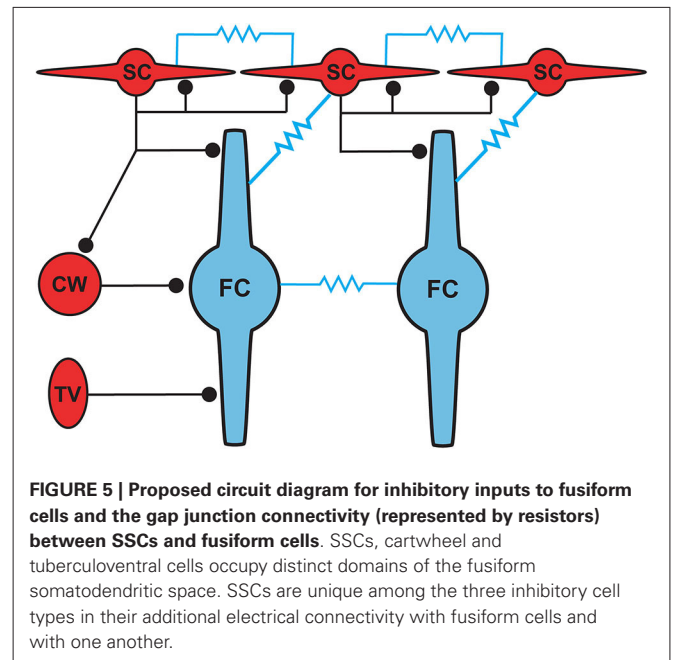 SC SC SC
CW FC FC
TV
FIGURE 5 | Proposed circuit diagram for inhibitory inputs to fusiform
cells and the gap junction connectivity (represented by resistors)
between SSCs and fusiform cells. SSCs, cartwheel and
tuberculoventral cells occupy distinct domains of the fusiform
somatodendritic space. SSCs are unique among the three inhibitory cell
types in their additional electrical connectivity with fusiform cells and
with one another.